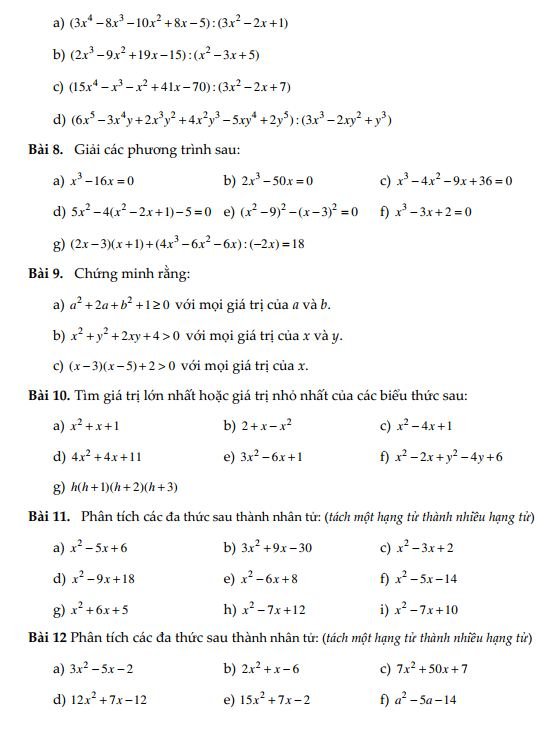 a) (3x⁴ − 8x³ − 10x² + 8x − 5) : (3x² − 2x + 1)
b) (2x³ − 9x² + 19x − 15) : (x² − 3x + 5)
c) (15x⁴ − x³ − x² + 41x − 70) : (3x² − 2x + 7)
d) (6x⁵ − 3x⁴y + 2x³y² + 4x²y³ − 5xy⁴ + 2y⁵) : (3x³ − 2xy² + y³)
Bài 8. Giải các phương trình sau:
a) x³ − 16x = 0 b) 2x³ − 50x = 0 c) x³ − 4x² − 9x + 36 = 0
d) 5x² − 4(x² − 2x + 1) − 5 = 0 e) (x² − 9)² − (x − 3)² = 0 f) x³ − 3x + 2 = 0
g) (2x − 3)(x + 1) + (4x³ − 6x² − 6x) : (−2x) = 18
Bài 9. Chứng minh rằng:
a) a² + 2a + b² + 1 ≥ 0 với mọi giá trị của a và b.
b) x² + y² + 2xy + 4 > 0 với mọi giá trị của x và y.
c) (x − 3)(x − 5) + 2 > 0 với mọi giá trị của x.
Bài 10. Tìm giá trị lớn nhất hoặc giá trị nhỏ nhất của các biểu thức sau:
a) x² + x + 1 b) 2 + x − x² c) x² − 4x + 1
d) 4x² + 4x + 11 e) 3x² − 6x + 1 f) x² − 2x + y² − 4y + 6
g) h(h + 1)(h + 2)(h + 3)
Bài 11. Phân tích các đa thức sau thành nhân tử: (tách một hạng tử thành nhiều hạng tử)
a) x² − 5x + 6 b) 3x² + 9x − 30 c) x² − 3x + 2
d) x² − 9x + 18 e) x² − 6x + 8 f) x² − 5x − 14
g) x² + 6x + 5 h) x² − 7x + 12 i) x² − 7x + 10
Bài 12 Phân tích các đa thức sau thành nhân tử: (tách một hạng tử thành nhiều hạng tử)
a) 3x² − 5x − 2 b) 2x² + x − 6 c) 7x² + 50x + 7
d) 12x² + 7x − 12 e) 15x² + 7x − 2 f) a² − 5a − 14